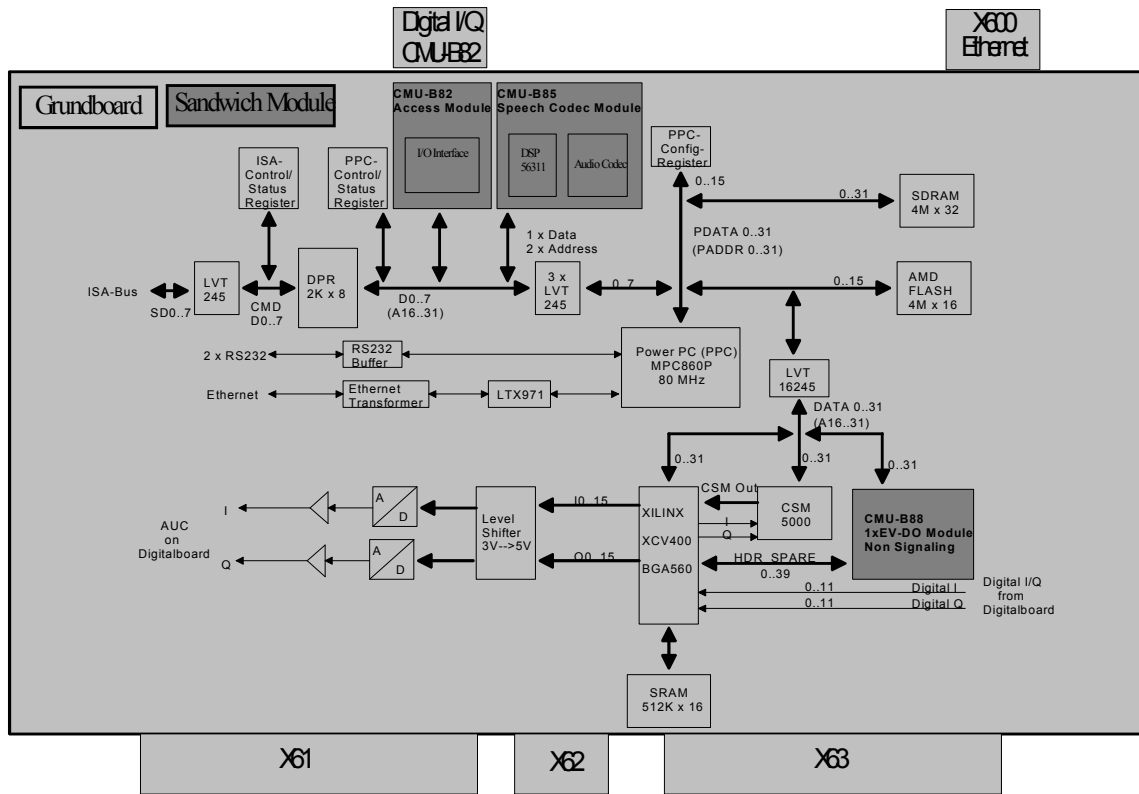 Digital I/Q
CMU-B82
X600
Ethernet
Grundboard
Sandwich Module
CMU-B82
Access Module
I/O Interface
CMU-B85
Speech Codec Module
DSP
56311
Audio Codec
PPC-
Config-
Register
ISA-
Control/
Status
Register
PPC-
Control/
Status
Register
0..15
0..31
SDRAM
4M x 32
PDATA 0..31
(PADDR 0..31)
1 x Data
2 x Address
ISA-Bus
SD0..7
LVT
245
CMD
D0..7
DPR
2K x 8
D0..7
(A16..31)
3 x
LVT
245
0..7
0..15
AMD
FLASH
4M x 16
2 x RS232
RS232
Buffer
Power PC (PPC)
MPC860P
80 MHz
LVT
16245
Ethernet
Ethernet
Transformer
LTX971
DATA 0..31
(A16..31)
0..31
0..31
0..31
CSM Out
CSM
5000
I
Q
AUC
on
Digitalboard
I
Q
A
D
A
D
Level
Shifter
3V-->5V
I0..15
Q0..15
XILINX
XCV400
BGA560
CMU-B88
1xEV-DO Module
Non Signaling
HDR_SPARE
0..39
0..11
Digital I
0..11
Digital Q
Digital I/Q
from
Digitalboard
SRAM
512K x 16
X61
X62
X63